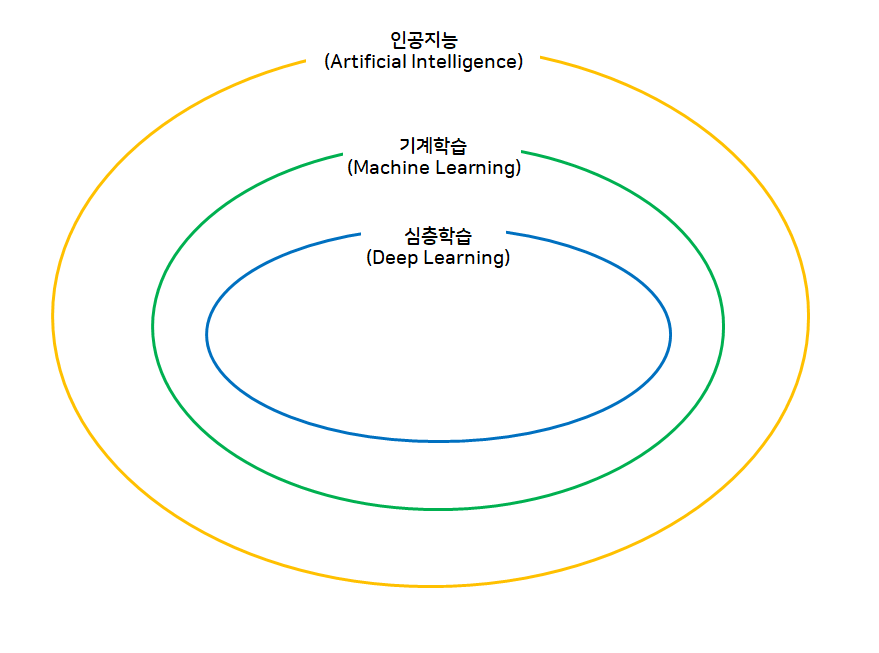 인공지능
(Artificial Intelligence)
기계학습
(Machine Learning)
심층학습
(Deep Learning)